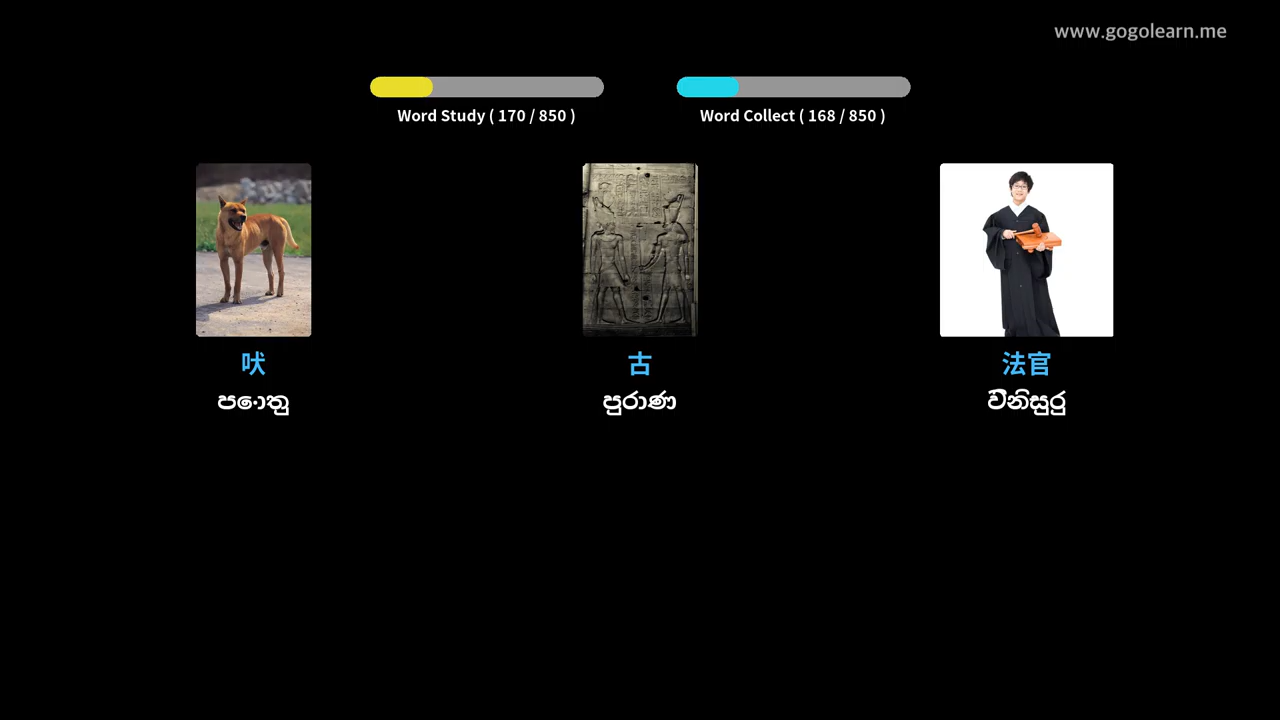 www.gogolearn.me
Word Study ( 170 / 850 )
Word Collect ( 168 / 850 )
吠
古
法官
පොතු
පුරාණ
විනිසුරු